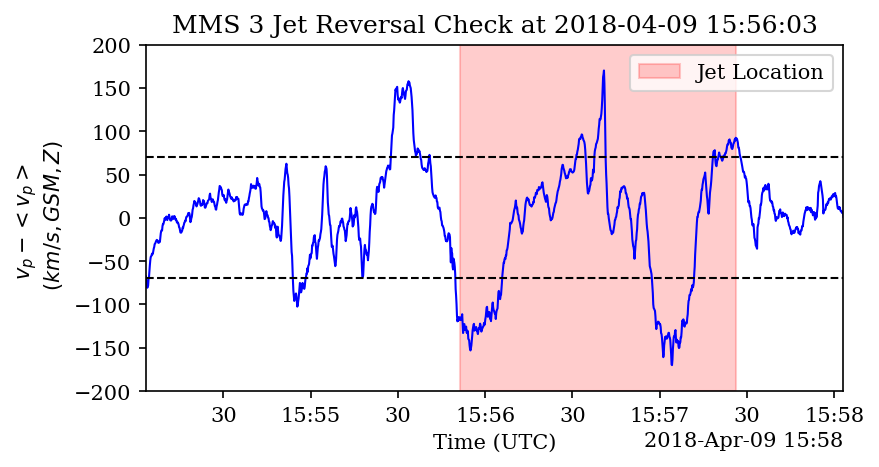 MMS 3 Jet Reversal Check at 2018-04-09 15:56:03
Jet Location
200
150
100
50
0
−50
−100
−150
−200
v_p − < v_p >
(km/s, GSM, Z)
30
15:55
30
15:56
30
15:57
30
15:58
Time (UTC)
2018-Apr-09 15:58